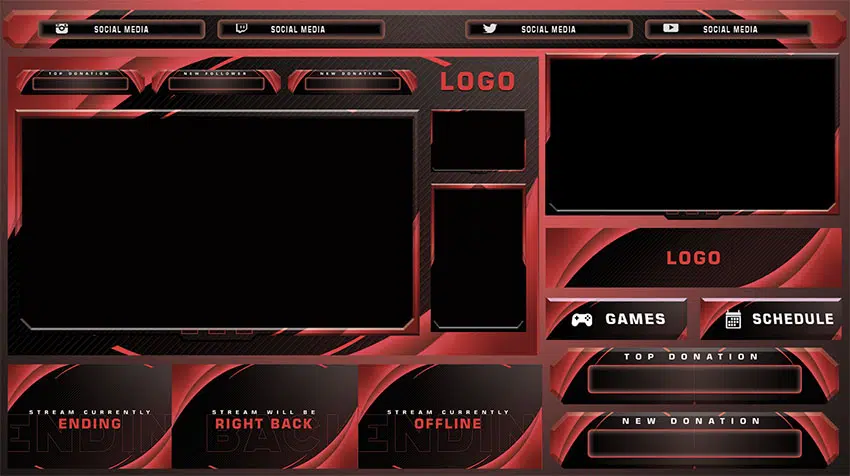 SOCIAL MEDIA
SOCIAL MEDIA
SOCIAL MEDIA
SOCIAL MEDIA
TOP DONATION
NEW FOLLOWER
NEW DONATION
LOGO
LOGO
GAMES
SCHEDULE
TOP DONATION
NEW DONATION
STREAM CURRENTLY
ENDING
ENDIN
STREAM WILL BE
RIGHT BACK
BACK
STREAM CURRENTLY
OFFLINE
ENDIN